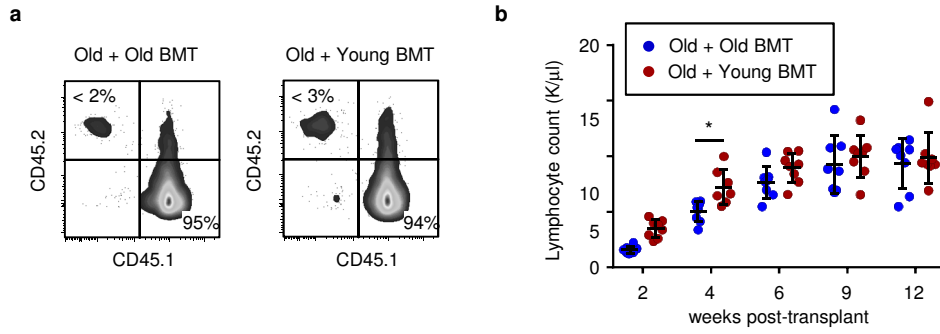 a
Old + Old BMT
Old + Young BMT
< 2%
< 3%
CD45.2
CD45.2
95%
94%
CD45.1
CD45.1
b
Old + Old BMT
Old + Young BMT
Lymphocyte count (K/µl)
20
15
10
5
0
*
2 4 6 9 12
weeks post-transplant